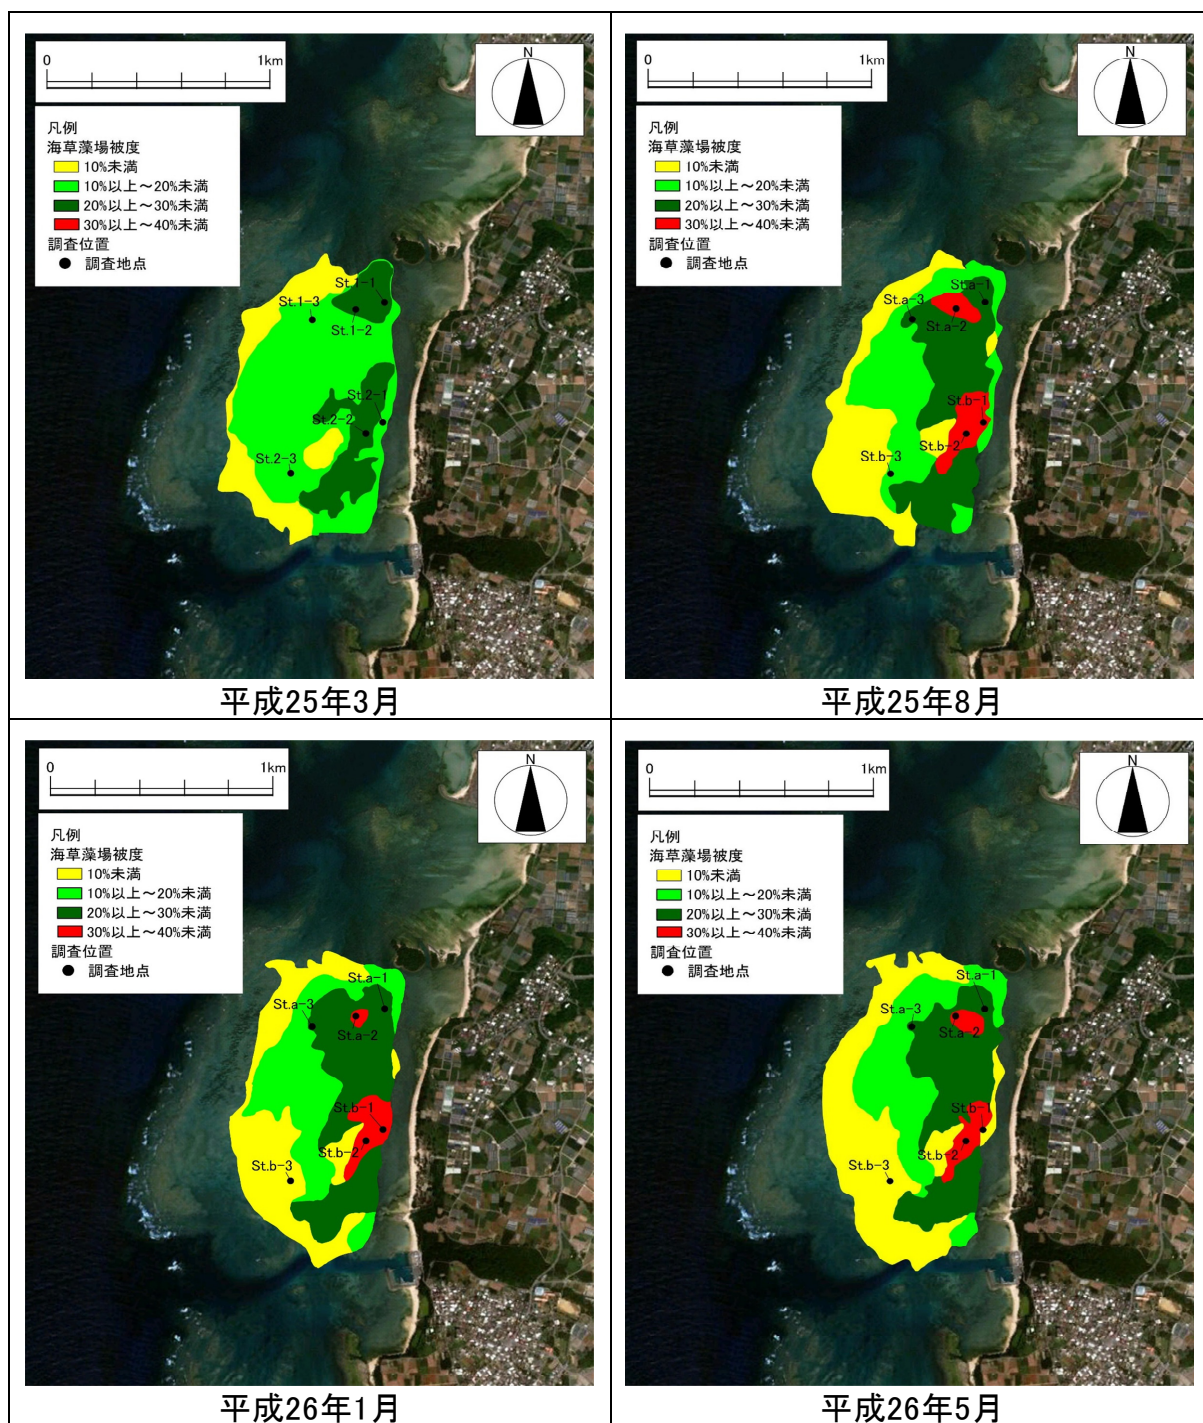 0 1km
N
凡例
海草藻場被度
10%未満
10%以上～20%未満
20%以上～30%未満
30%以上～40%未満
調査位置
調査地点
St.1-1
St.1-3
St.1-2
St.2-1
St.2-2
St.2-3
平成25年3月
0 1km
N
凡例
海草藻場被度
10%未満
10%以上～20%未満
20%以上～30%未満
30%以上～40%未満
調査位置
調査地点
St.a-1
St.a-3
St.a-2
St.b-1
St.b-2
St.b-3
平成25年8月
0 1km
N
凡例
海草藻場被度
10%未満
10%以上～20%未満
20%以上～30%未満
30%以上～40%未満
調査位置
調査地点
St.a-1
St.a-3
St.a-2
St.b-1
St.b-2
St.b-3
平成26年1月
0 1km
N
凡例
海草藻場被度
10%未満
10%以上～20%未満
20%以上～30%未満
30%以上～40%未満
調査位置
調査地点
St.a-1
St.a-3
St.a-2
St.b-1
St.b-2
St.b-3
平成26年5月